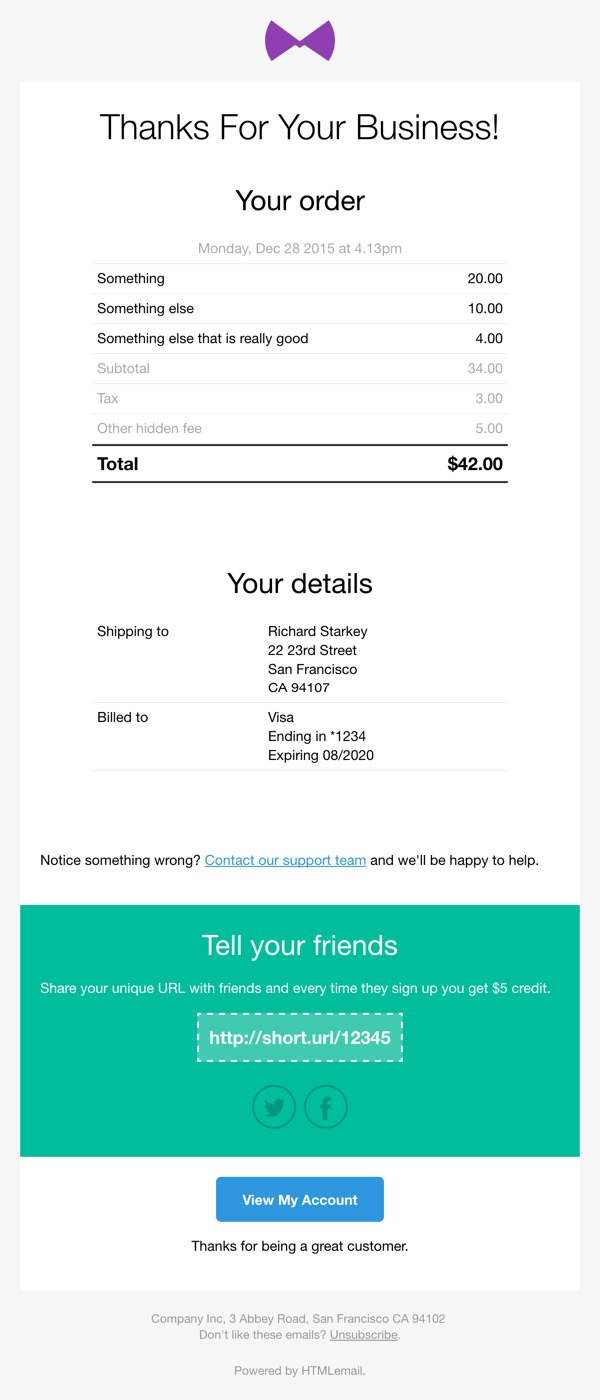 Thanks For Your Business!
Your order
Monday, Dec 28 2015 at 4.13pm
Something 20.00
Something else 10.00
Something else that is really good 4.00
Subtotal 34.00
Tax 3.00
Other hidden fee 5.00
Total $42.00
Your details
Shipping to Richard Starkey
22 23rd Street
San Francisco
CA 94107
Billed to Visa
Ending in *1234
Expiring 08/2020
Notice something wrong? Contact our support team and we'll be happy to help.
Tell your friends
Share your unique URL with friends and every time they sign up you get $5 credit.
http://short.url/12345
View My Account
Thanks for being a great customer.
Company Inc, 3 Abbey Road, San Francisco CA 94102
Don't like these emails? Unsubscribe.
Powered by HTMLemail.